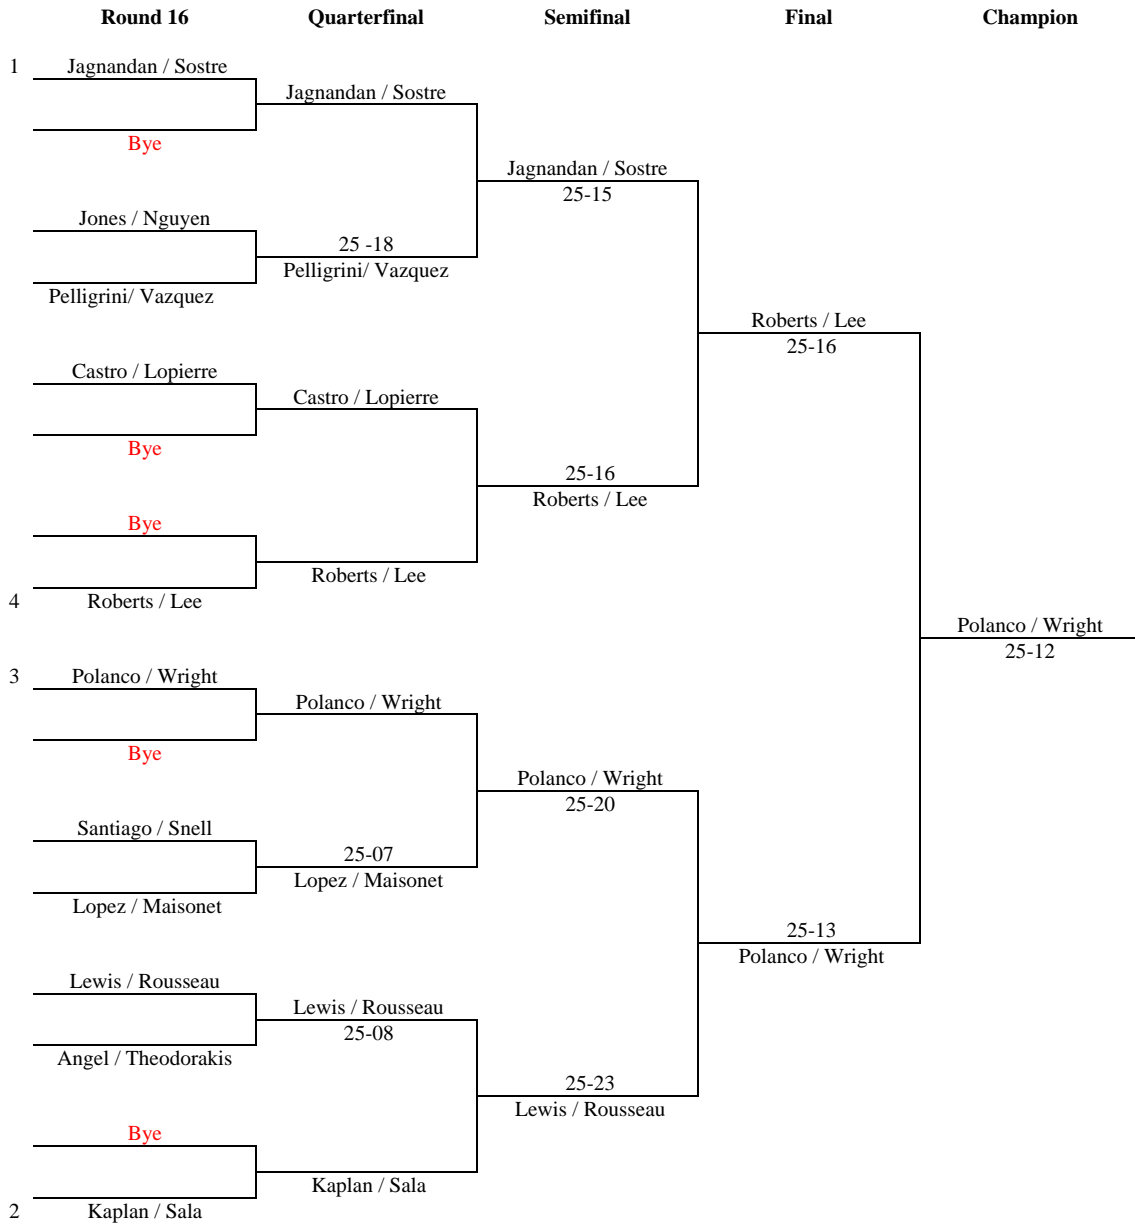 Round 16 Quarterfinal Semifinal Final Champion
1 Jagnandan / Sostre
Jagnandan / Sostre
Bye
Jagnandan / Sostre
25-15
Jones / Nguyen
25 -18
Pelligrini/ Vazquez
Pelligrini/ Vazquez
Roberts / Lee
25-16
Castro / Lopierre
Castro / Lopierre
Bye
25-16
Roberts / Lee
Bye
Roberts / Lee
4 Roberts / Lee
Polanco / Wright
25-12
3 Polanco / Wright
Polanco / Wright
Bye
Polanco / Wright
25-20
Santiago / Snell
25-07
Lopez / Maisonet
Lopez / Maisonet
25-13
Polanco / Wright
Lewis / Rousseau
Lewis / Rousseau
25-08
Angel / Theodorakis
25-23
Lewis / Rousseau
Bye
Kaplan / Sala
2 Kaplan / Sala